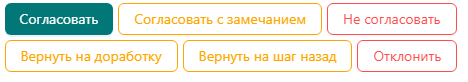 Согласовать Согласовать с замечанием Не согласовать
Вернуть на доработку Вернуть на шаг назад Отклонить